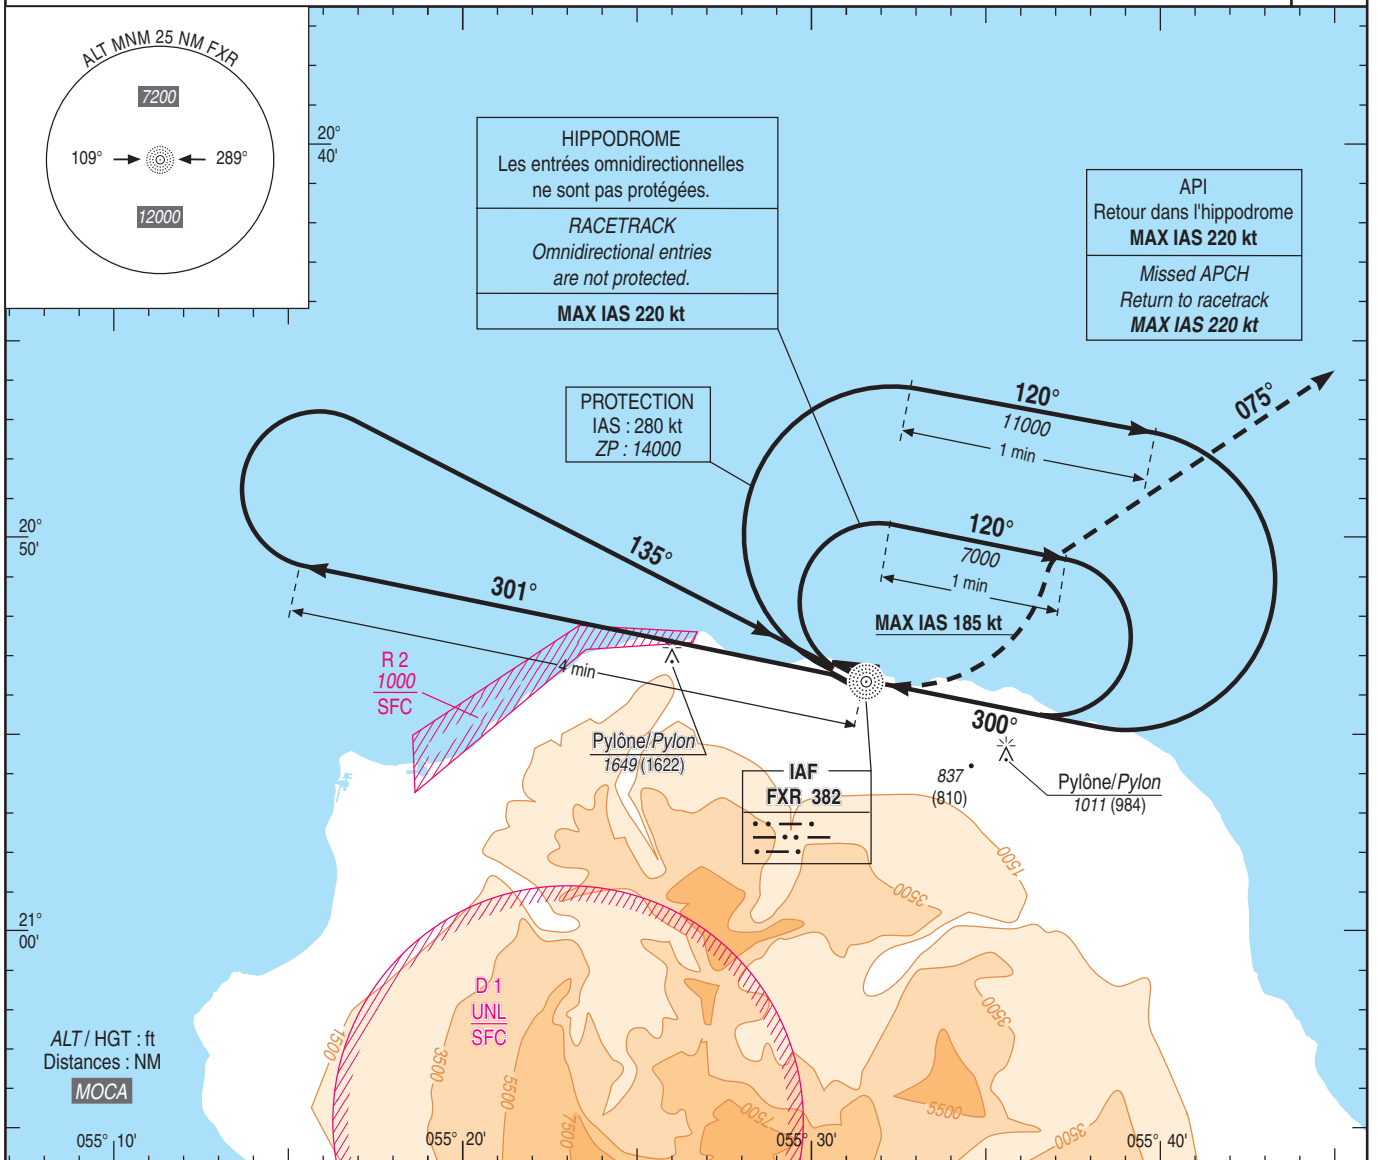 ALT MNM 25 NM FXR
7200
109°
289°
12000
20°
40'
HIPPODROME
Les entrées omnidirectionnelles
ne sont pas protégées.
RACETRACK
Omnidirectional entries
are not protected.
MAX IAS 220 kt
API
Retour dans l'hippodrome
MAX IAS 220 kt
Missed APCH
Return to racetrack
MAX IAS 220 kt
PROTECTION
IAS : 280 kt
ZP : 14000
120°
11000
1 min
075°
20°
50'
135°
120°
7000
1 min
301°
MAX IAS 185 kt
R 2
1000
SFC
4 min
300°
Pylône/Pylon
1649 (1622)
IAF
FXR 382
837
(810)
Pylône/Pylon
1011 (984)
1500
3500
21°
00'
D 1
UNL
SFC
3500
1500
3500
5500
7500
7500
5500
3500
ALT / HGT : ft
Distances : NM
MOCA
055° 10'
055° 20'
055° 30'
055° 40'